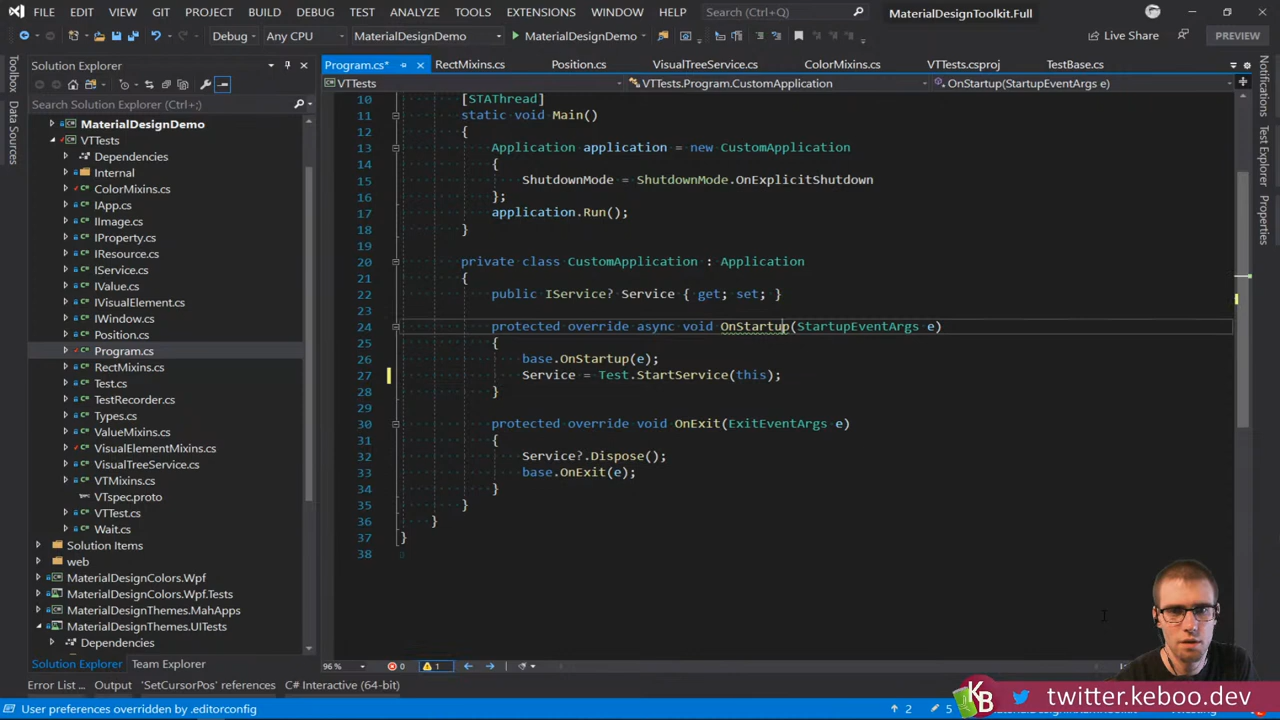 FILE EDIT VIEW GIT PROJECT BUILD DEBUG TEST ANALYZE TOOLS EXTENSIONS WINDOW HELP Search (Ctrl+Q) MaterialDesignToolkit.Full
Debug Any CPU MaterialDesignDemo MaterialDesignDemo Live Share PREVIEW
Toolbox
Data Sources
Solution Explorer
Search Solution Explorer (Ctrl+;)
MaterialDesignDemo
VTTests
Dependencies
Internal
ColorMixins.cs
IApp.cs
IImage.cs
IProperty.cs
IResource.cs
IService.cs
IValue.cs
IVisualElement.cs
IWindow.cs
Position.cs
Program.cs
RectMixins.cs
Test.cs
TestRecorder.cs
Types.cs
ValueMixins.cs
VisualElementMixins.cs
VisualTreeService.cs
VTMixins.cs
VTspec.proto
VTTest.cs
Wait.cs
Solution Items
web
MaterialDesignColors.Wpf
MaterialDesignColors.Wpf.Tests
MaterialDesignThemes.MahApps
MaterialDesignThemes.UITests
Dependencies
Solution Explorer Team Explorer
Program.cs* RectMixins.cs Position.cs VisualTreeService.cs ColorMixins.cs VTTests.csproj TestBase.cs
VTTests VTTests.Program.CustomApplication OnStartup(StartupEventArgs e)
10 [STAThread]
11 static void Main()
12 {
13 Application application = new CustomApplication
14 {
15 ShutdownMode = ShutdownMode.OnExplicitShutdown
16 };
17 application.Run();
18 }
19
20 private class CustomApplication : Application
21 {
22 public IService? Service { get; set; }
23
24 protected override async void OnStartup(StartupEventArgs e)
25 {
26 base.OnStartup(e);
27 Service = Test.StartService(this);
28 }
29
30 protected override void OnExit(ExitEventArgs e)
31 {
32 Service?.Dispose();
33 base.OnExit(e);
34 }
35 }
36 }
37 }
38
96 % 0 1
Notifications
Test Explorer
Properties
Error List ... Output 'SetCursorPos' references C# Interactive (64-bit)
User preferences overridden by .editorconfig 2 5
KB twitter.keboo.dev